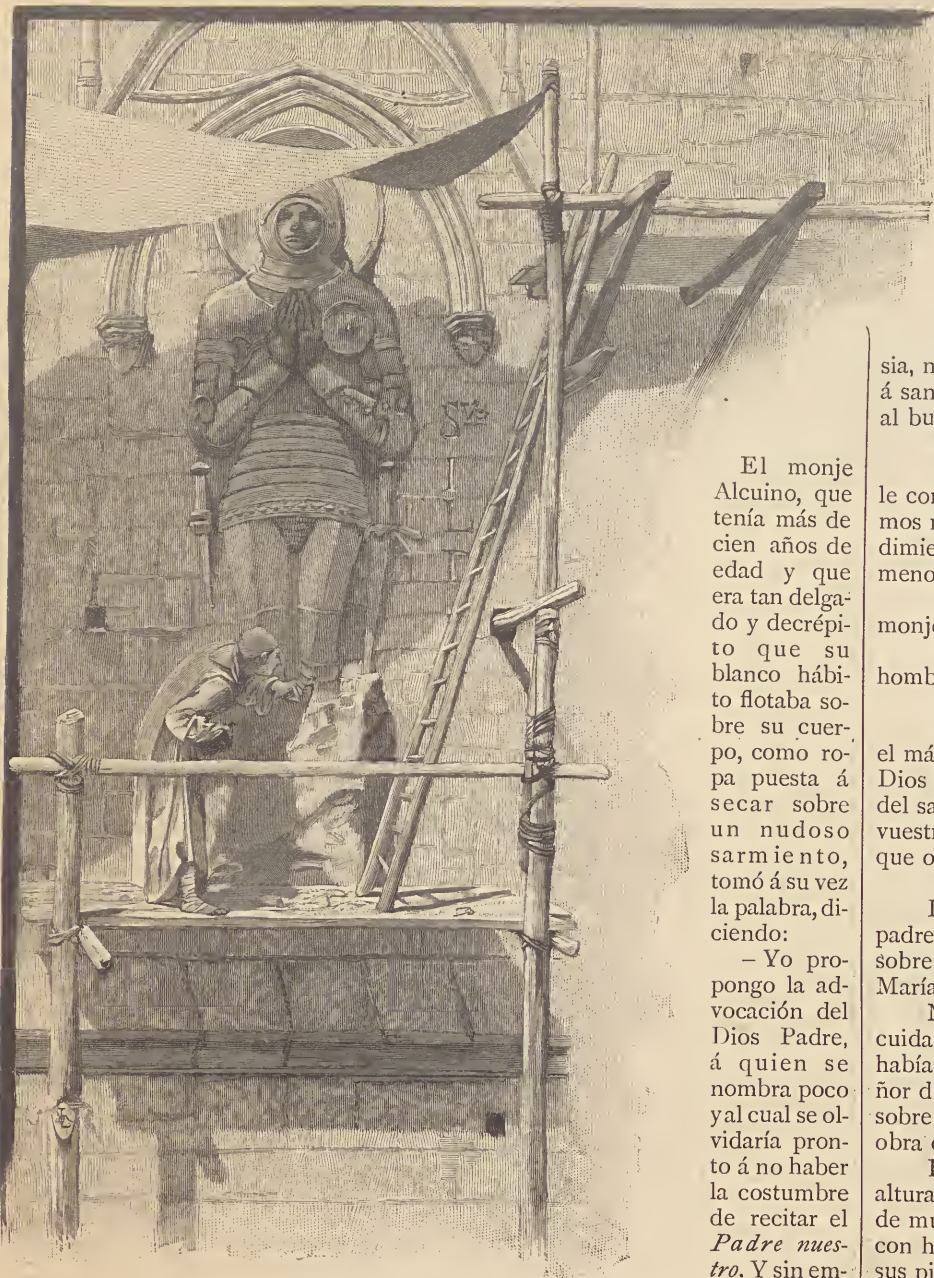 El monje
Alcuino, que
tenía más de
cien años de
edad y que
era tan delga-
do y decrépi-
to que su
blanco hábi-
to flotaba so-
bre su cuer-
po, como ro-
pa puesta á
secar sobre
un nudoso
sarmiento,
tomó á su vez
la palabra, di-
ciendo:
– Yo pro-
pongo la ad-
vocación del
Dios Padre,
á quien se
nombra poco
y al cual se ol-
vidaría pron-
to á no haber
la costumbre
de recitar el
Padre nues-
tro. Y sin em-
sia, n
á san
al bu
le con
mos n
dimie
meno
monje
homb
el má
Dios
del sa
vuestr
que o
padre
sobre
María
cuida
había
ñor d
sobre
obra
altura
de mu
con h
sus pi